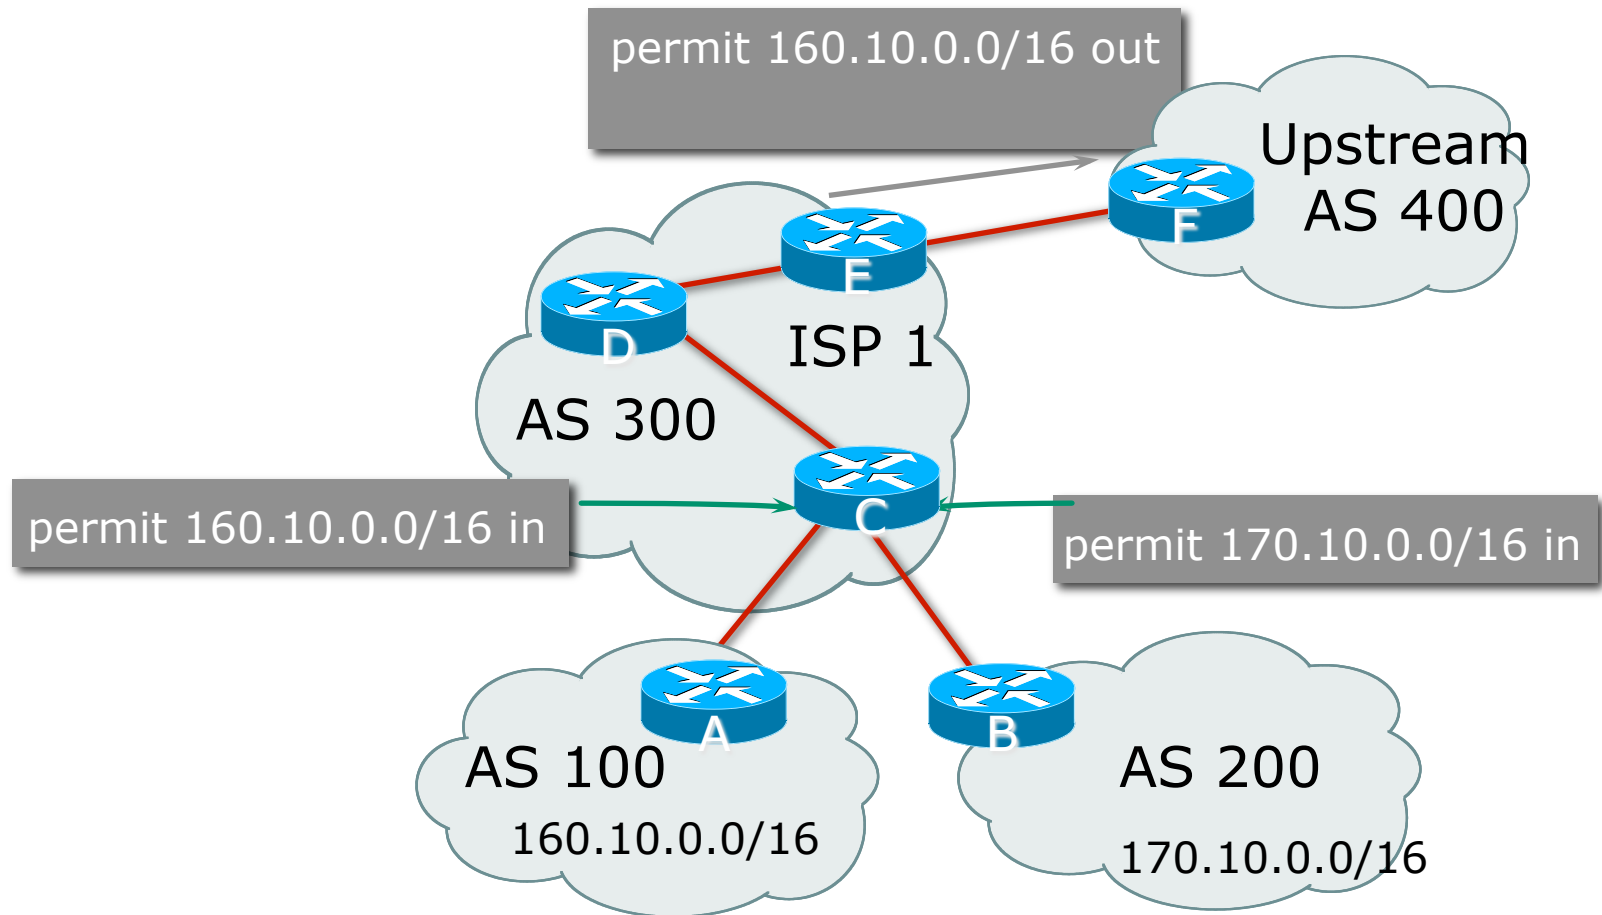 permit 160.10.0.0/16 out
Upstream
AS 400
F
E
D
ISP 1
AS 300
C
permit 160.10.0.0/16 in
permit 170.10.0.0/16 in
A
B
AS 100
AS 200
160.10.0.0/16
170.10.0.0/16